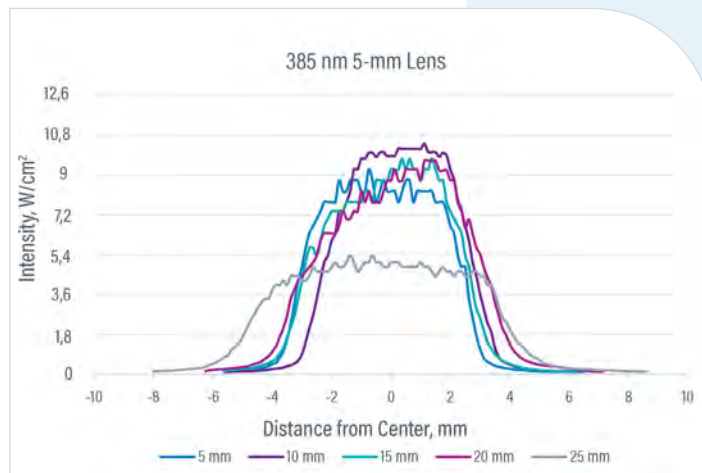 385 nm 5-mm Lens
12,6
10,8
9
7,2
5,4
3,6
1,8
0
Intensity, W/cm²
-10 -8 -6 -4 -2 0 2 4 6 8 10
Distance from Center, mm
5 mm 10 mm 15 mm 20 mm 25 mm